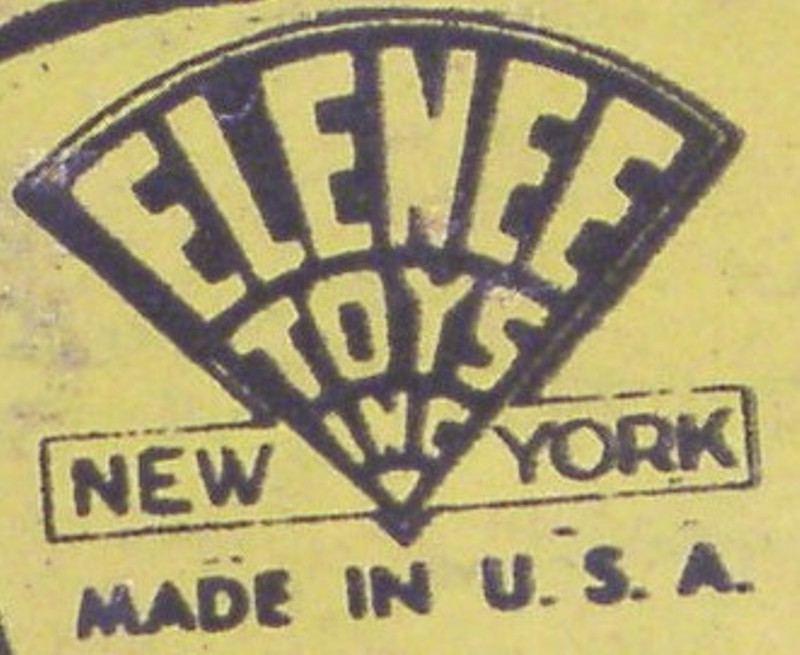 ELENEE
TOYS
INC
NEW YORK
MADE IN U.S.A.